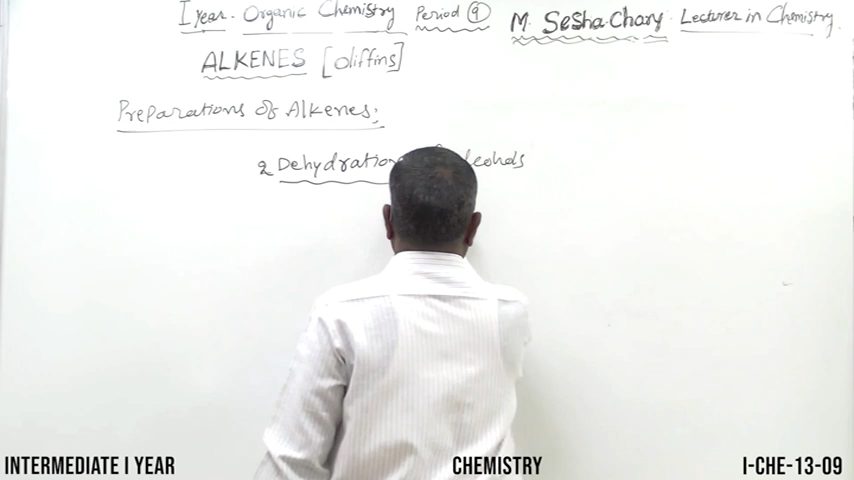 I year. Organic Chemistry Period 9 M. Sesha Chary Lecturer in Chemistry.
ALKENES [oliffins]
Preparations of Alkenes:
2 Dehydration
INTERMEDIATE I YEAR CHEMISTRY I-CHE-13-09